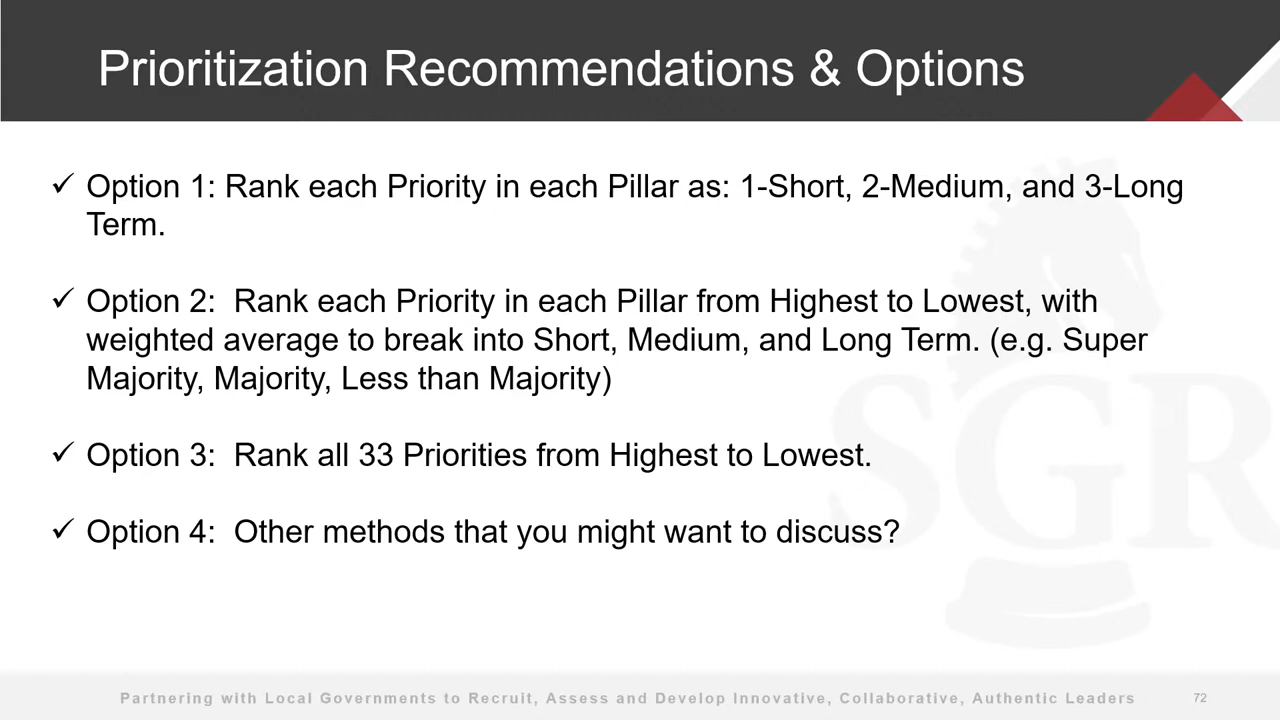 Prioritization Recommendations & Options
✓ Option 1: Rank each Priority in each Pillar as: 1-Short, 2-Medium, and 3-Long
Term.
✓ Option 2:  Rank each Priority in each Pillar from Highest to Lowest, with
weighted average to break into Short, Medium, and Long Term. (e.g. Super
Majority, Majority, Less than Majority)
✓ Option 3:  Rank all 33 Priorities from Highest to Lowest.
✓ Option 4:  Other methods that you might want to discuss?
SGR
Partnering with Local Governments to Recruit, Assess and Develop Innovative, Collaborative, Authentic Leaders
72